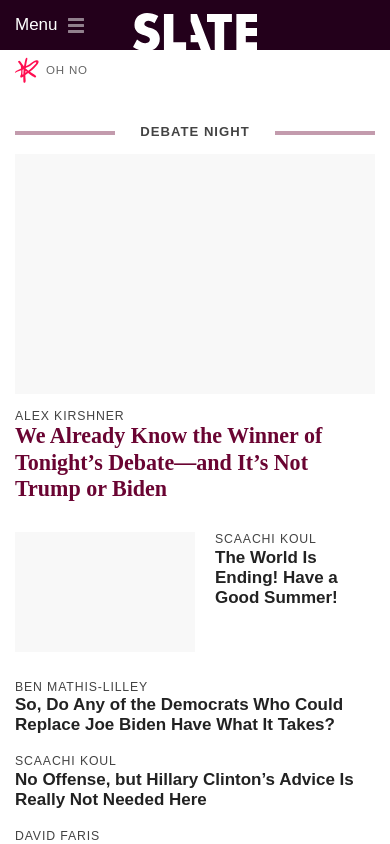 Menu
SLATE
OH NO
DEBATE NIGHT
ALEX KIRSHNER
We Already Know the Winner of
Tonight’s Debate—and It’s Not
Trump or Biden
SCAACHI KOUL
The World Is
Ending! Have a
Good Summer!
BEN MATHIS-LILLEY
So, Do Any of the Democrats Who Could
Replace Joe Biden Have What It Takes?
SCAACHI KOUL
No Offense, but Hillary Clinton’s Advice Is
Really Not Needed Here
DAVID FARIS